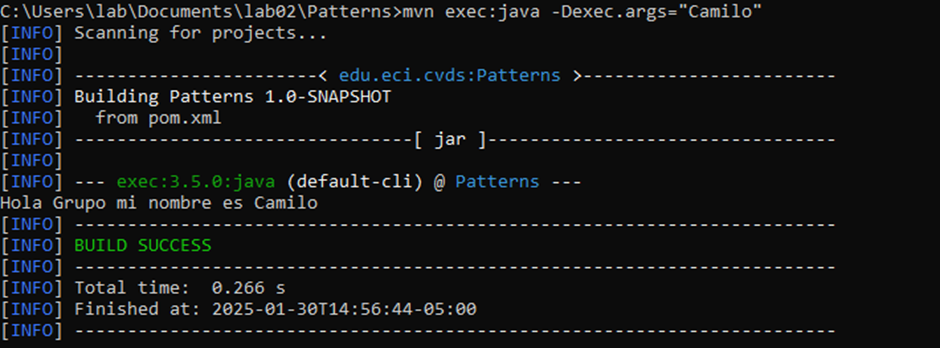 C:\Users\lab\Documents\lab02\Patterns>mvn exec:java -Dexec.args="Camilo"
[INFO] Scanning for projects...
[INFO]
[INFO] -----------------------< edu.eci.cvds:Patterns >------------------------
[INFO] Building Patterns 1.0-SNAPSHOT
[INFO]   from pom.xml
[INFO] --------------------------------[ jar ]---------------------------------
[INFO]
[INFO] --- exec:3.5.0:java (default-cli) @ Patterns ---
Hola Grupo mi nombre es Camilo
[INFO] ------------------------------------------------------------------------
[INFO] BUILD SUCCESS
[INFO] ------------------------------------------------------------------------
[INFO] Total time:  0.266 s
[INFO] Finished at: 2025-01-30T14:56:44-05:00
[INFO] ------------------------------------------------------------------------